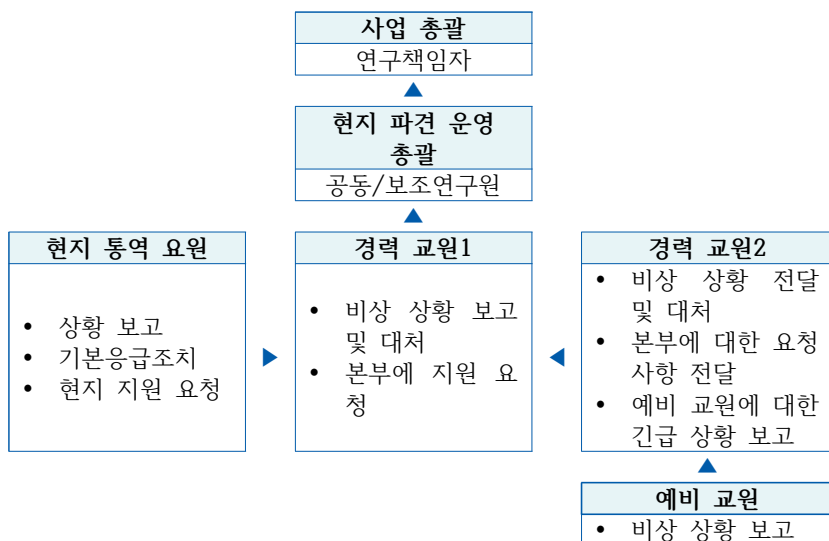 사업 총괄
연구책임자
현지 파견 운영
총괄
공동/보조연구원
현지 통역 요원
• 상황 보고
• 기본응급조치
• 현지 지원 요청
경력 교원1
• 비상 상황 보고
및 대처
• 본부에 지원 요
청
경력 교원2
• 비상 상황 전달
및 대처
• 본부에 대한 요청
사항 전달
• 예비 교원에 대한
긴급 상황 보고
예비 교원
• 비상 상황 보고